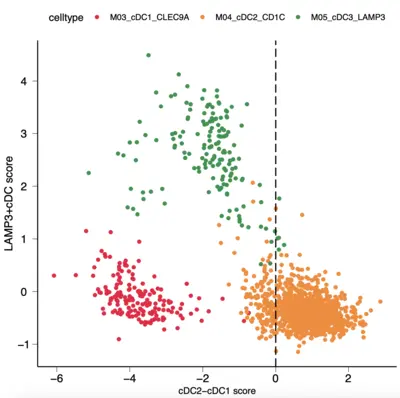 celltype M03_cDC1_CLEC9A M04_cDC2_CD1C M05_cDC3_LAMP3
LAMP3+cDC score
4
3
2
1
0
−1
−6 −4 −2 0 2
cDC2−cDC1 score